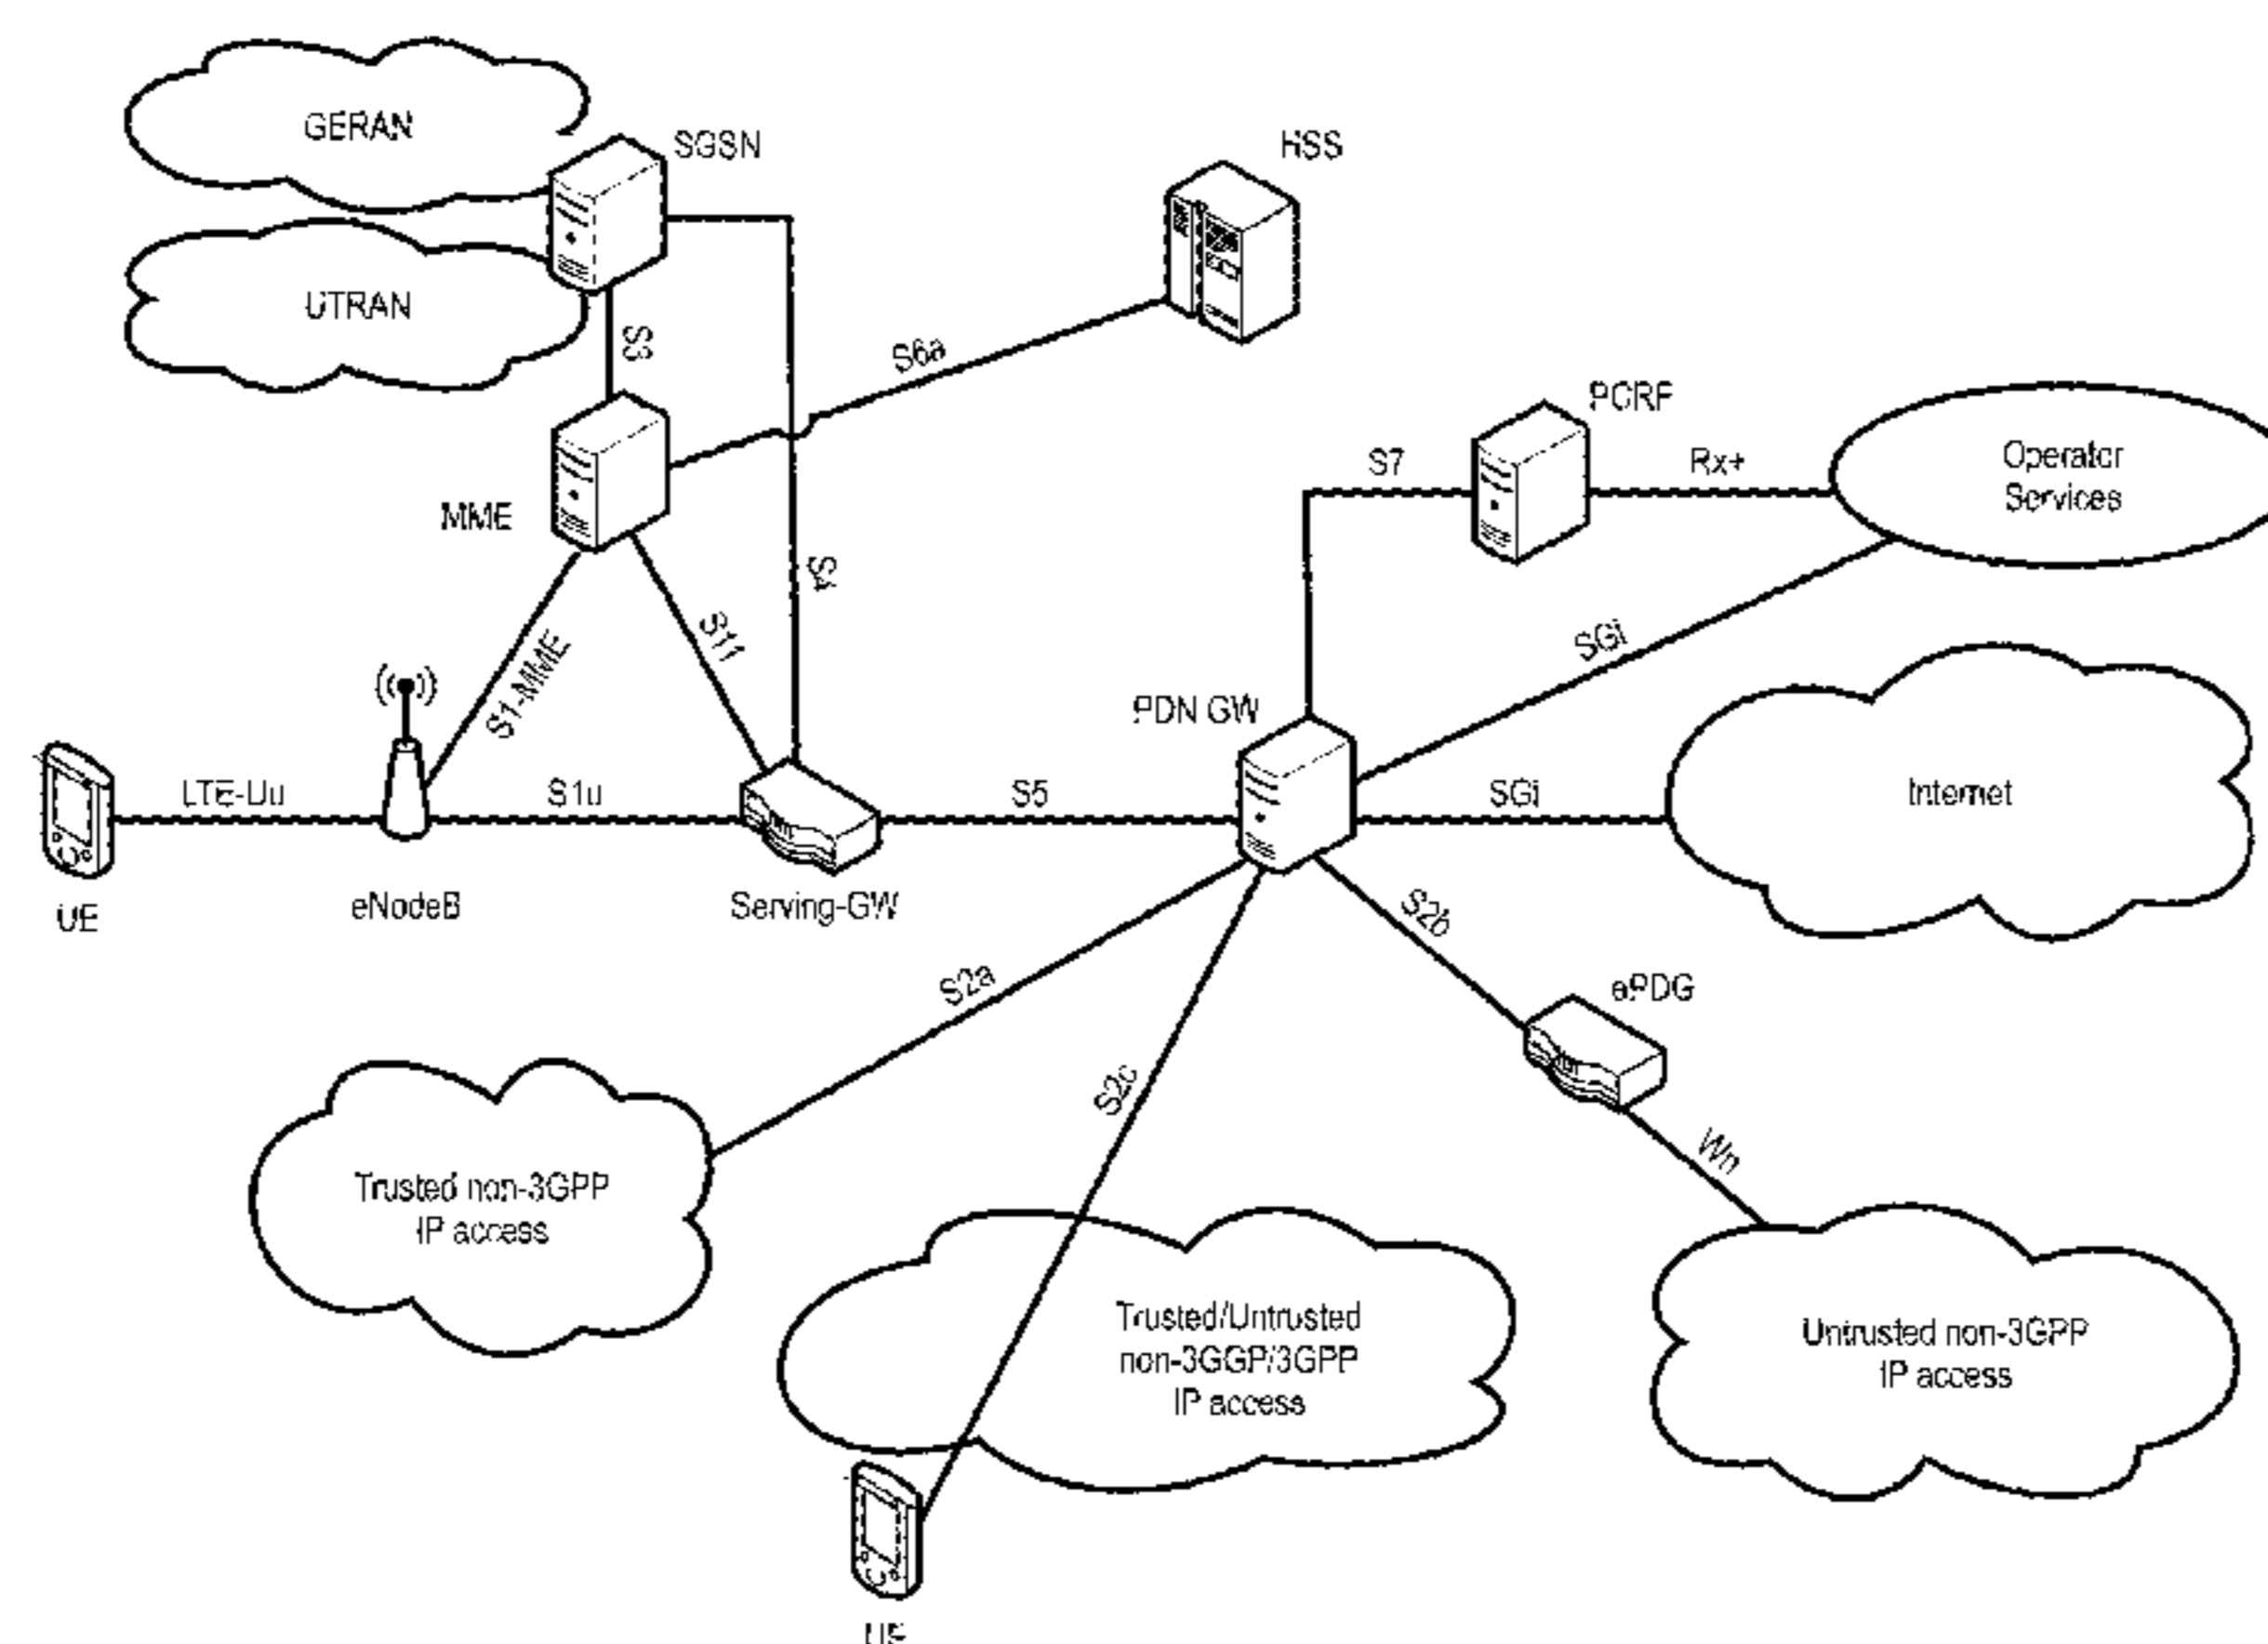 GERAN
SGSN
HSS
UTRAN
S3
S6a
PCRF
Operator
Services
S7
Rx+
MME
S4
S11
S1-MME
SGi
PDN GW
LTE-Uu
S1u
S5
SGi
Internet
UE
eNodeB
Serving-GW
S2b
S2a
ePDG
S2c
Wn
Trusted non-3GPP
IP access
Trusted/Untrusted
non-3GGP/3GPP
IP access
Untrusted non-3GPP
IP access
UE